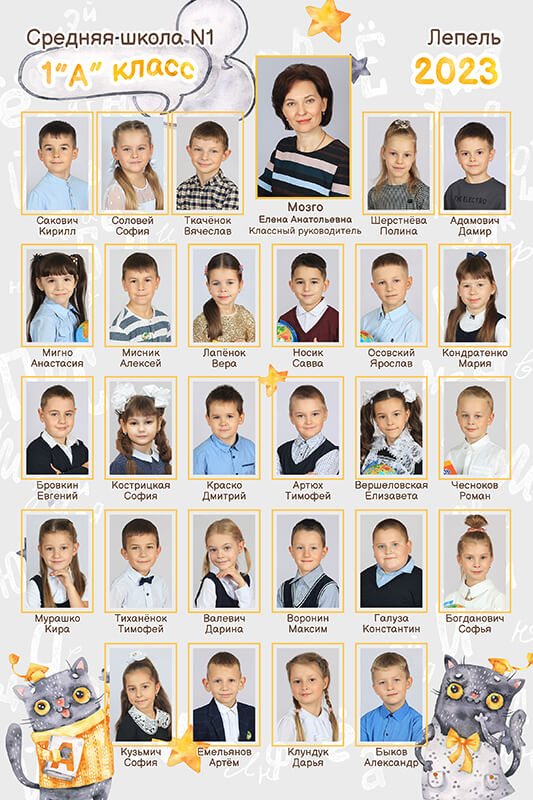 Средняя-школа N1
Лепель
1"А" класс
2023
Мозго
Елена Анатольевна
Классный руководитель
Сакович
Кирилл
Соловей
София
Ткачёнок
Вячеслав
Шерстнёва
Полина
Адамович
Дамир
THE ELECTRO
Мигно
Анастасия
Мисник
Алексей
Лапёнок
Вера
Носик
Савва
Осовский
Ярослав
Кондратенко
Мария
Бровкин
Евгений
Кострицкая
София
Краско
Дмитрий
Артюх
Тимофей
Вершеловская
Елизавета
Чесноков
Роман
Мурашко
Кира
Тиханёнок
Тимофей
Валевич
Дарина
Воронин
Максим
Галуза
Константин
Богданович
Софья
Кузьмич
София
Емельянов
Артём
Клундук
Дарья
Быков
Александр